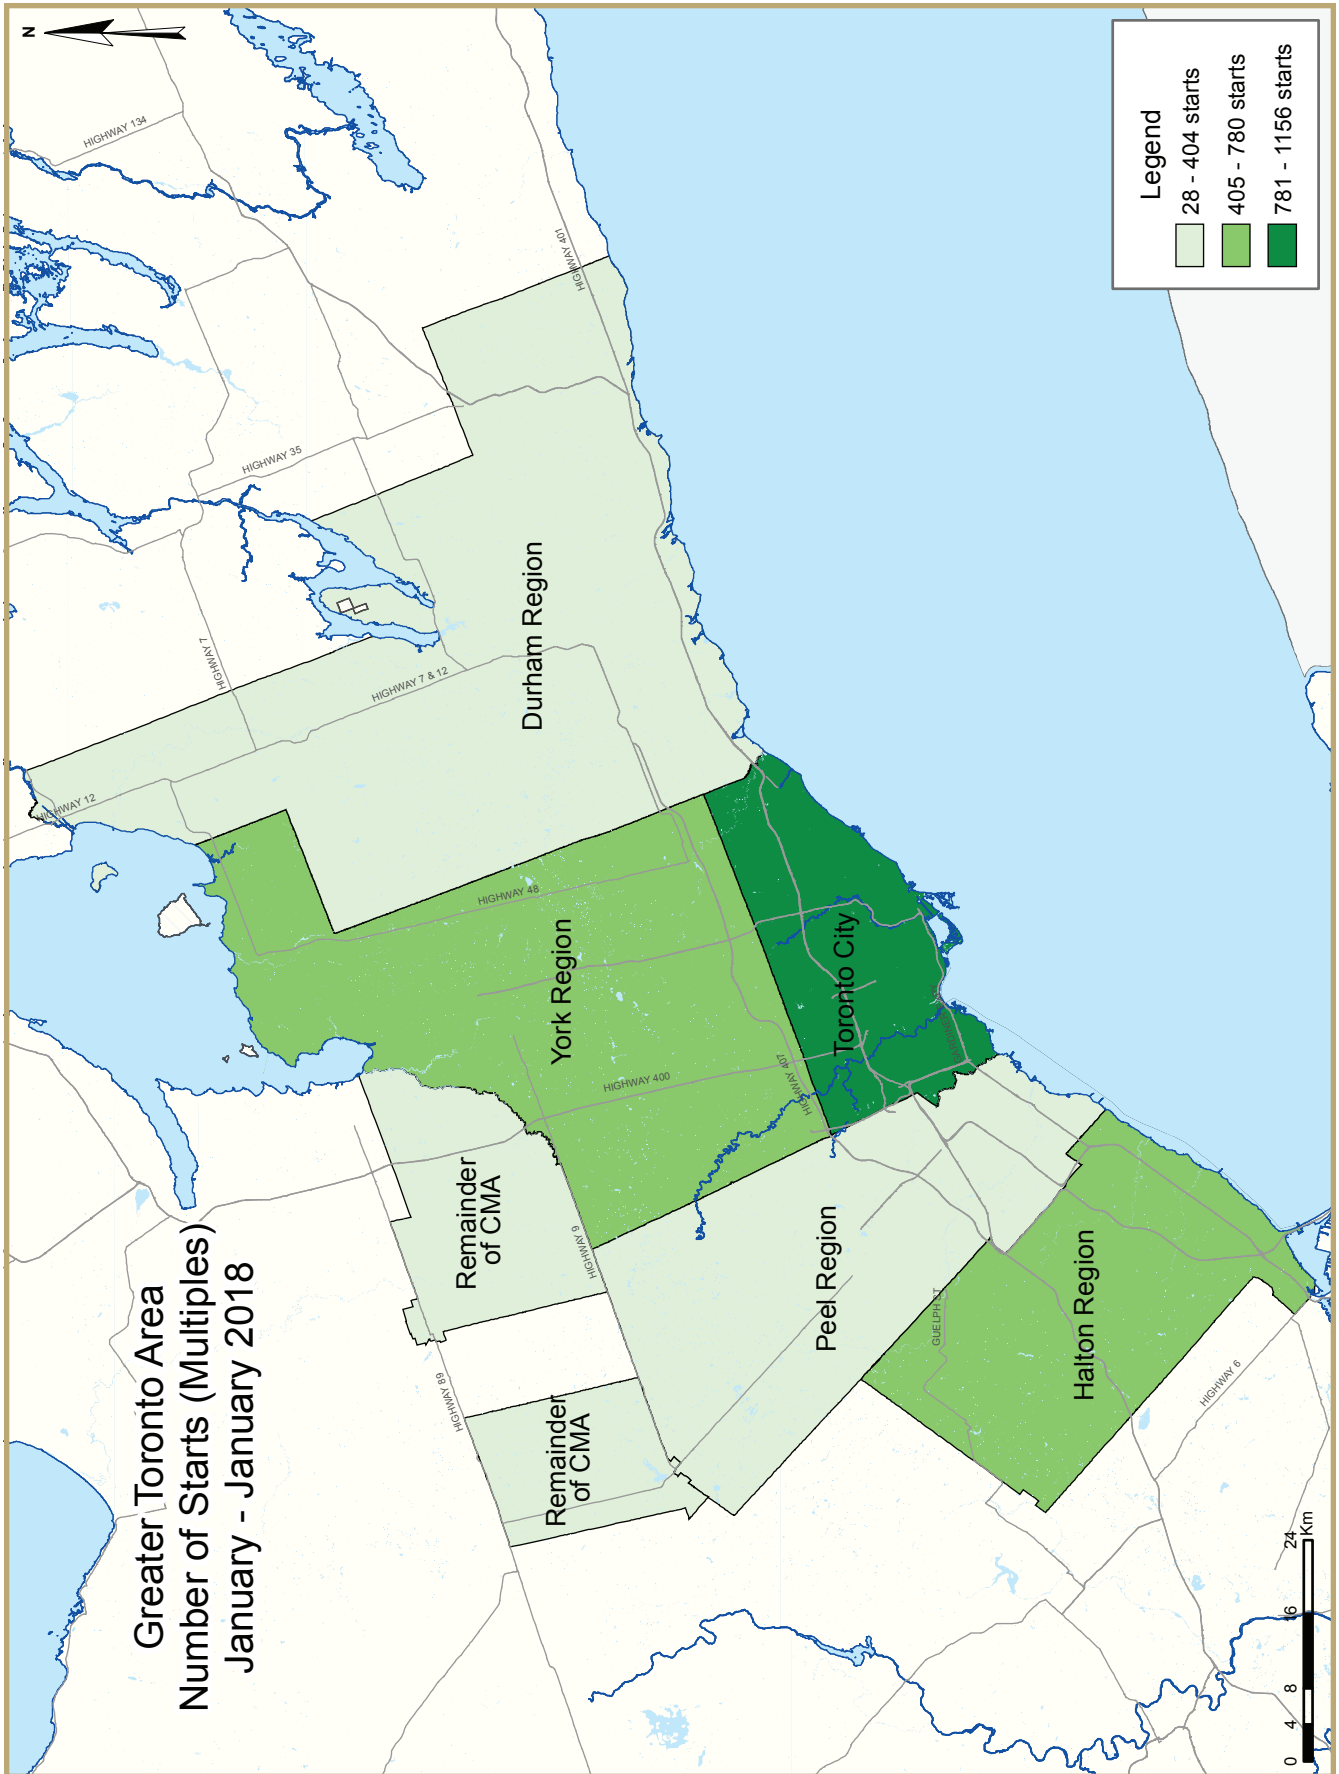 Greater Toronto Area
Number of Starts (Multiples)
January - January 2018
N
HIGHWAY 134
HIGHWAY 401
HIGHWAY 35
HIGHWAY 7
HIGHWAY 7 & 12
HIGHWAY 12
Durham Region
HIGHWAY 48
York Region
HIGHWAY 400
HIGHWAY 407
Toronto City
Remainder
of CMA
HIGHWAY 9
HIGHWAY 89
Remainder
of CMA
Peel Region
GUELPH ST
Halton Region
HIGHWAY 6
Legend
28 - 404 starts
405 - 780 starts
781 - 1156 starts
0 4 8 16 24
Km